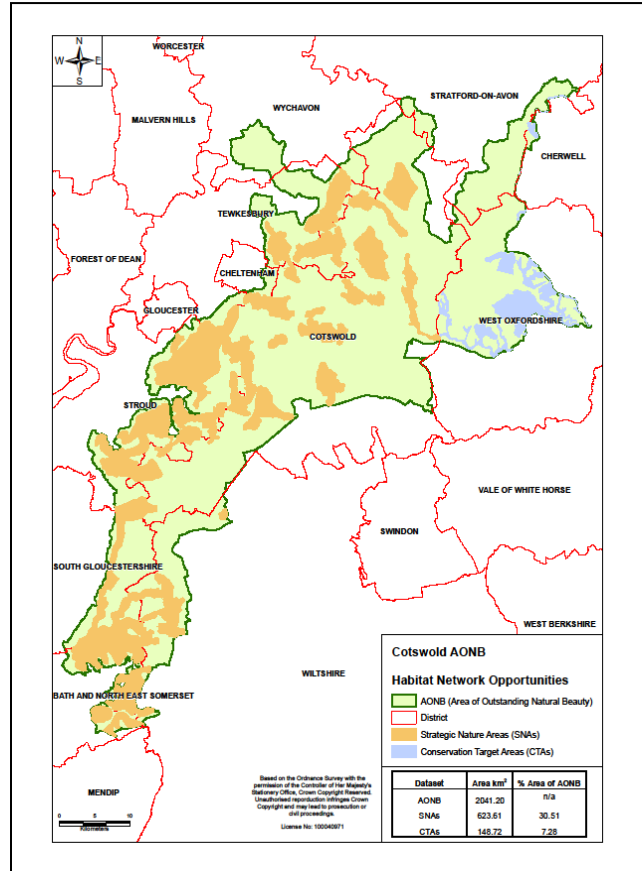 N
W E
S
WORCESTER
WYCHAVON
STRATFORD-ON-AVON
MALVERN HILLS
CHERWELL
TEWKESBURY
FOREST OF DEAN
CHELTENHAM
GLOUCESTER
WEST OXFORDSHIRE
COTSWOLD
STROUD
VALE OF WHITE HORSE
SWINDON
SOUTH GLOUCESTERSHIRE
WEST BERKSHIRE
WILTSHIRE
BATH AND NORTH EAST SOMERSET
MENDIP
Cotswold AONB
Habitat Network Opportunities
AONB (Area of Outstanding Natural Beauty)
District
Strategic Nature Areas (SNAs)
Conservation Target Areas (CTAs)
Dataset Area km² % Area of AONB
AONB 2041.20 n/a
SNAs 623.61 30.51
CTAs 148.72 7.28
Based on the Ordnance Survey with the
permission of the Controller of Her Majesty's
Stationery Office, Crown Copyright Reserved.
Unauthorised reporduction infringes Crown
Copyright and may lead to prosecution or
civil proceedings.
License No: 100040971
0 5 10
Kilometers